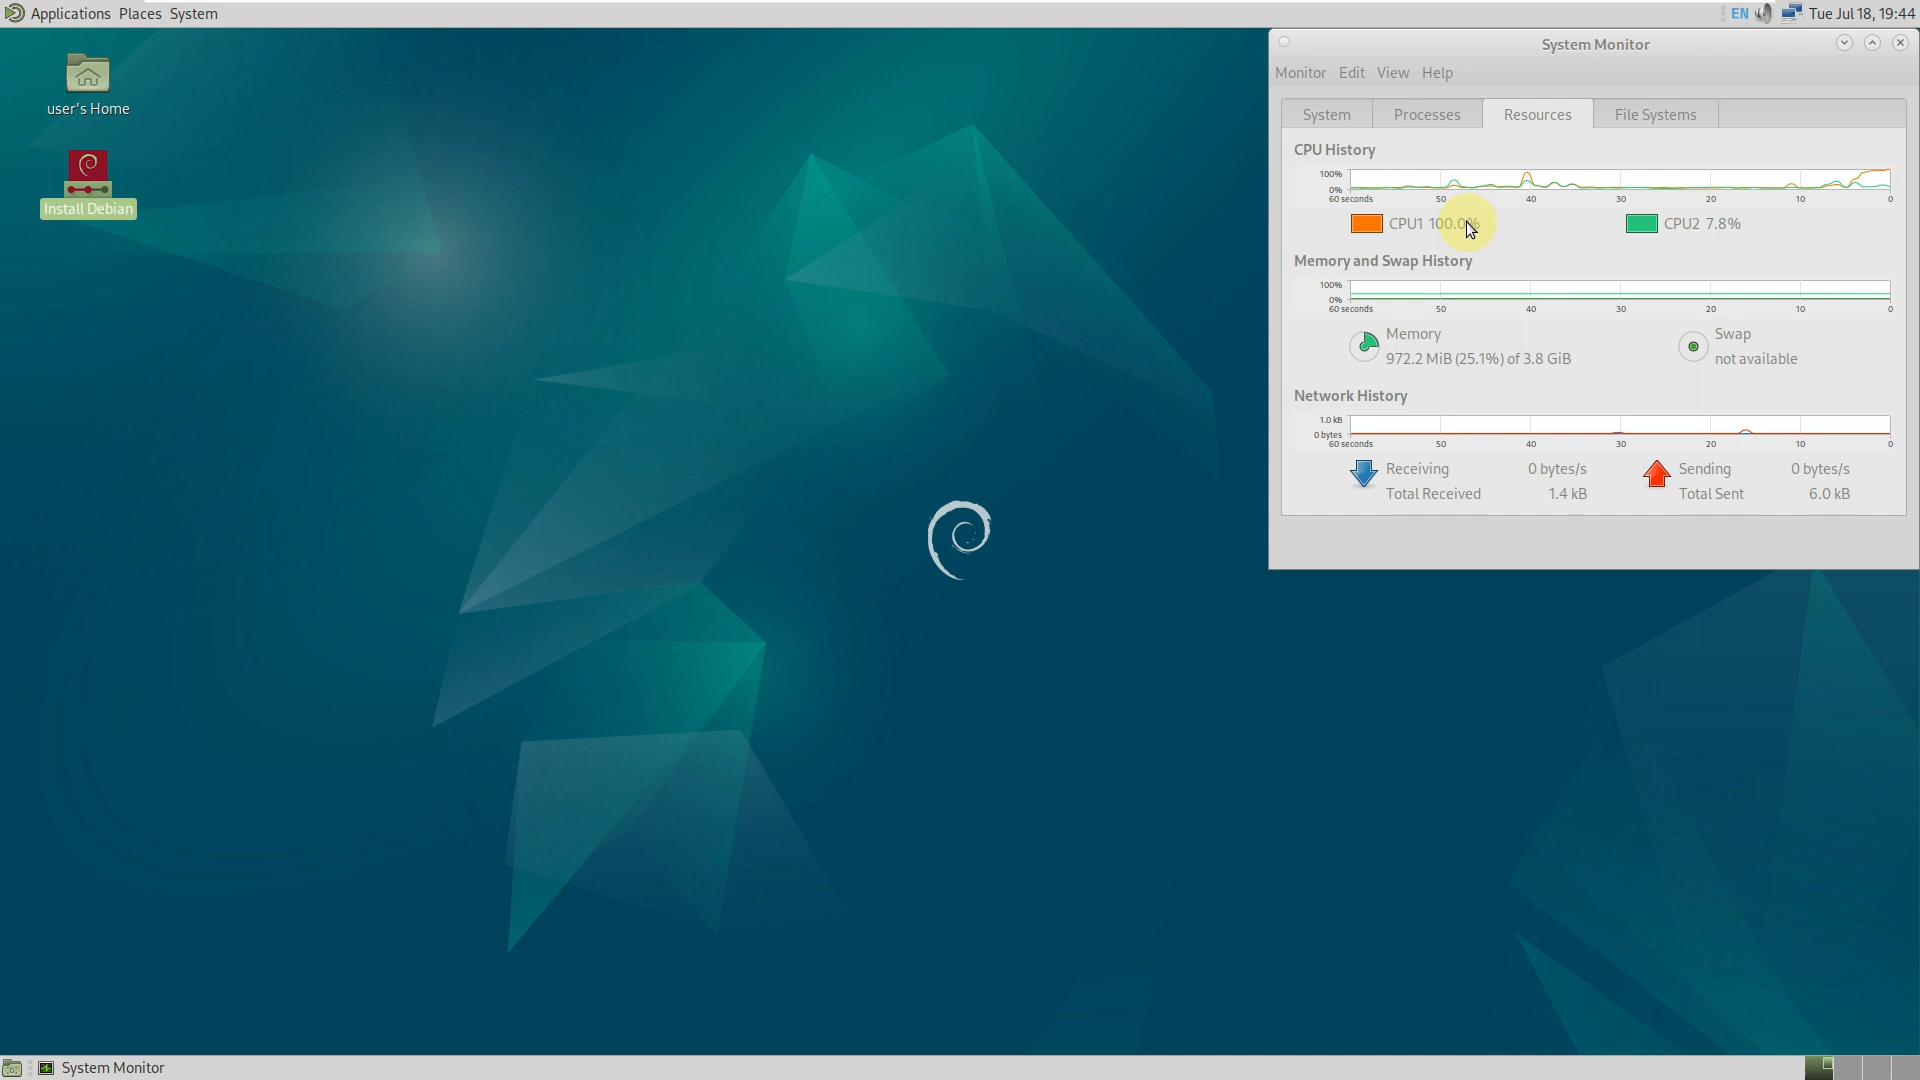 Applications Places System
EN Tue Jul 18, 19:44
user's Home
Install Debian
System Monitor
Monitor Edit View Help
System Processes Resources File Systems
CPU History
100%
0%
60 seconds 50 40 30 20 10 0
CPU1 100.0% CPU2 7.8%
Memory and Swap History
100%
0%
60 seconds 50 40 30 20 10 0
Memory Swap
972.2 MiB (25.1%) of 3.8 GiB not available
Network History
1.0 kB
0 bytes
60 seconds 50 40 30 20 10 0
Receiving 0 bytes/s Sending 0 bytes/s
Total Received 1.4 kB Total Sent 6.0 kB
System Monitor